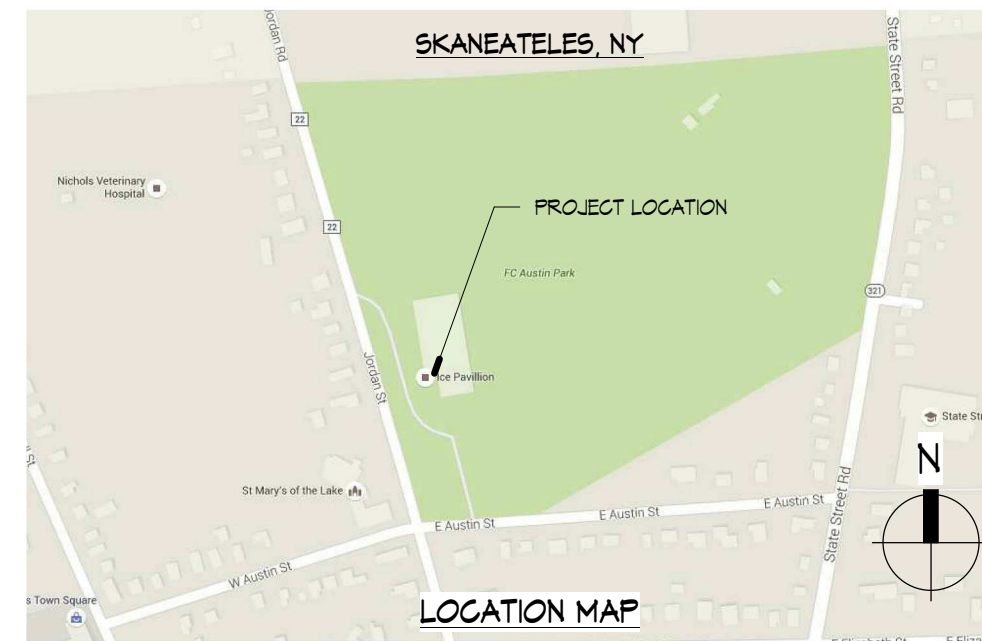 SKANEATELES, NY
Jordan Rd
State Street Rd
22
Nichols Veterinary
Hospital
PROJECT LOCATION
22
FC Austin Park
321
Jordan St
Ice Pavillion
State Str
N
St Mary's of the Lake
E Austin St
E Austin St
E Austin St
State Street Rd
W Austin St
s Town Square
LOCATION MAP
E Eliza